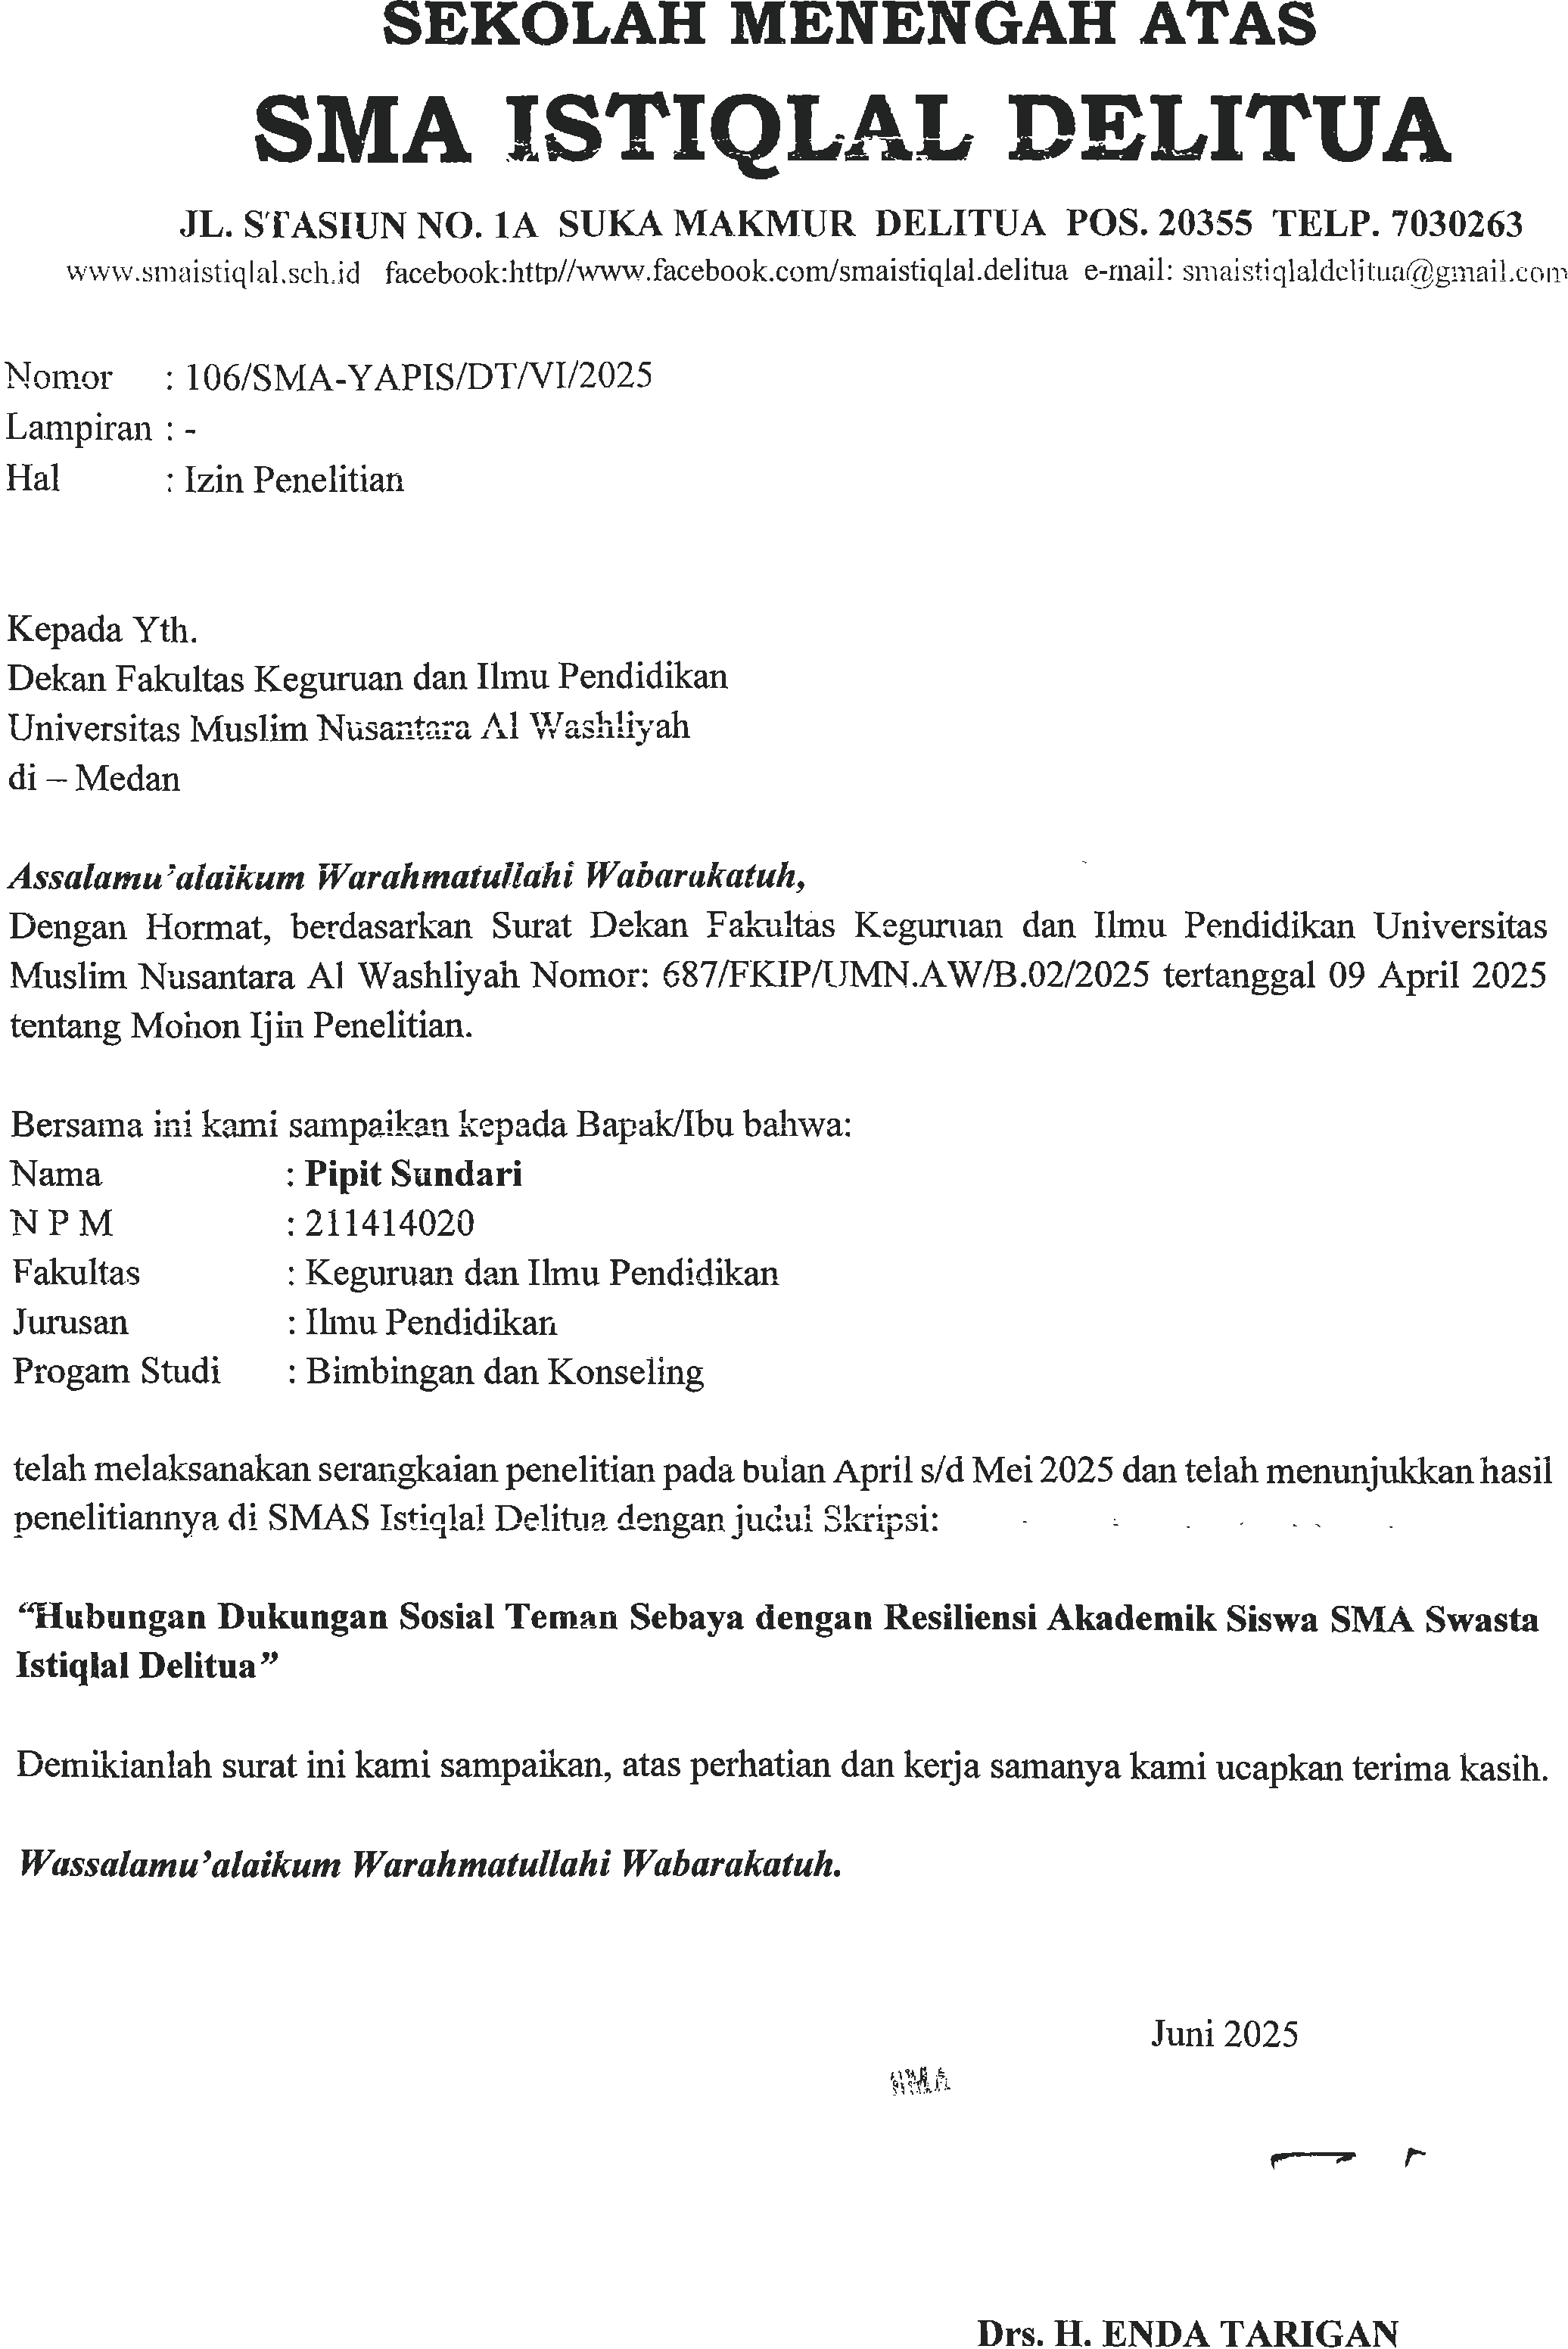 SEKOLAH MENENGAH ATAS
SMA ISTIQLAL DELITUA
JL. STASIUN NO. 1A SUKA MAKMUR DELITUA POS. 20355 TELP. 7030263
www.smaistiqlal.sch.id facebook:http//www.facebook.com/smaistiqlal.delitua e-mail: smaistiqlaldelitua@gmail.com
Nomor : 106/SMA-YAPIS/DT/VI/2025
Lampiran : -
Hal : Izin Penelitian
Kepada Yth.
Dekan Fakultas Keguruan dan Ilmu Pendidikan
Universitas Muslim Nusantara Al Washliyah
di – Medan
Assalamu'alaikum Warahmatullahi Wabarakatuh,
Dengan Hormat, berdasarkan Surat Dekan Fakultas Keguruan dan Ilmu Pendidikan Universitas
Muslim Nusantara Al Washliyah Nomor: 687/FKIP/UMN.AW/B.02/2025 tertanggal 09 April 2025
tentang Mohon Ijin Penelitian.
Bersama ini kami sampaikan kepada Bapak/Ibu bahwa:
Nama : Pipit Sundari
N P M : 211414020
Fakultas : Keguruan dan Ilmu Pendidikan
Jurusan : Ilmu Pendidikan
Progam Studi : Bimbingan dan Konseling
telah melaksanakan serangkaian penelitian pada bulan April s/d Mei 2025 dan telah menunjukkan hasil
penelitiannya di SMAS Istiqlal Delitua dengan judul Skripsi:
"Hubungan Dukungan Sosial Teman Sebaya dengan Resiliensi Akademik Siswa SMA Swasta
Istiqlal Delitua"
Demikianlah surat ini kami sampaikan, atas perhatian dan kerja samanya kami ucapkan terima kasih.
Wassalamu'alaikum Warahmatullahi Wabarakatuh.
Juni 2025
SMA
Drs. H. ENDA TARIGAN